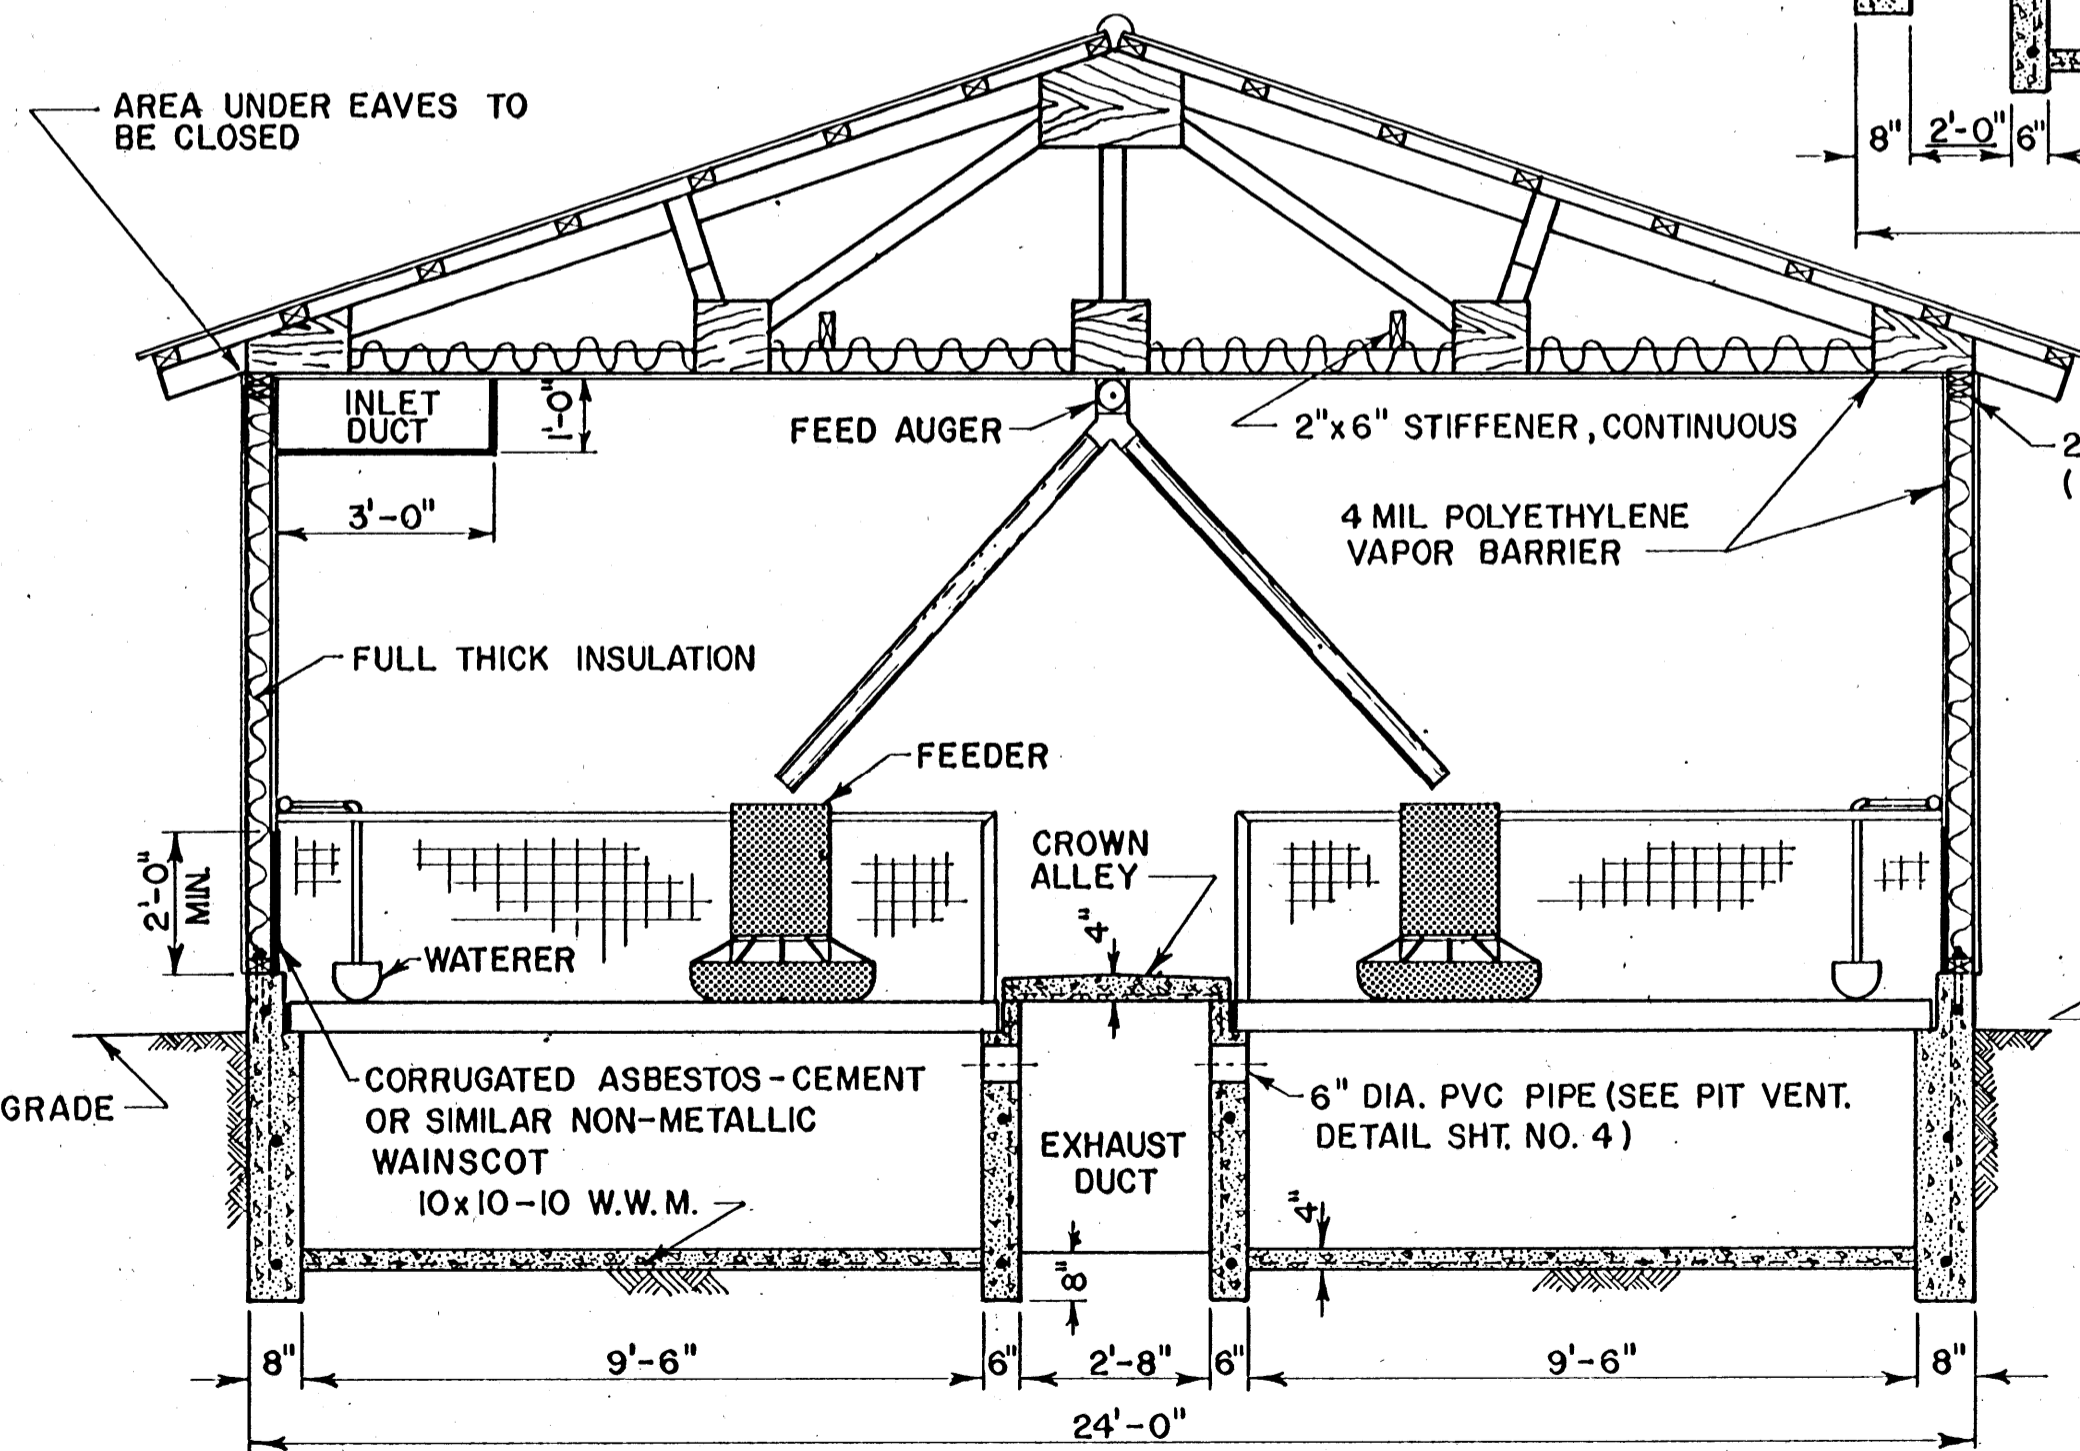 AREA UNDER EAVES TO
BE CLOSED
8"
2'-0"
6"
INLET
DUCT
1'-0"
3'-0"
FEED AUGER
2"x6" STIFFENER, CONTINUOUS
2
(
4 MIL POLYETHYLENE
VAPOR BARRIER
FULL THICK INSULATION
FEEDER
CROWN
ALLEY
4"
2'-0"
MIN.
WATERER
GRADE
CORRUGATED ASBESTOS-CEMENT
OR SIMILAR NON-METALLIC
WAINSCOT
10x10-10 W.W.M.
EXHAUST
DUCT
6" DIA. PVC PIPE (SEE PIT VENT.
DETAIL SHT. NO. 4)
4"
8"
8"
9'-6"
6"
2'-8"
6"
9'-6"
8"
24'-0"